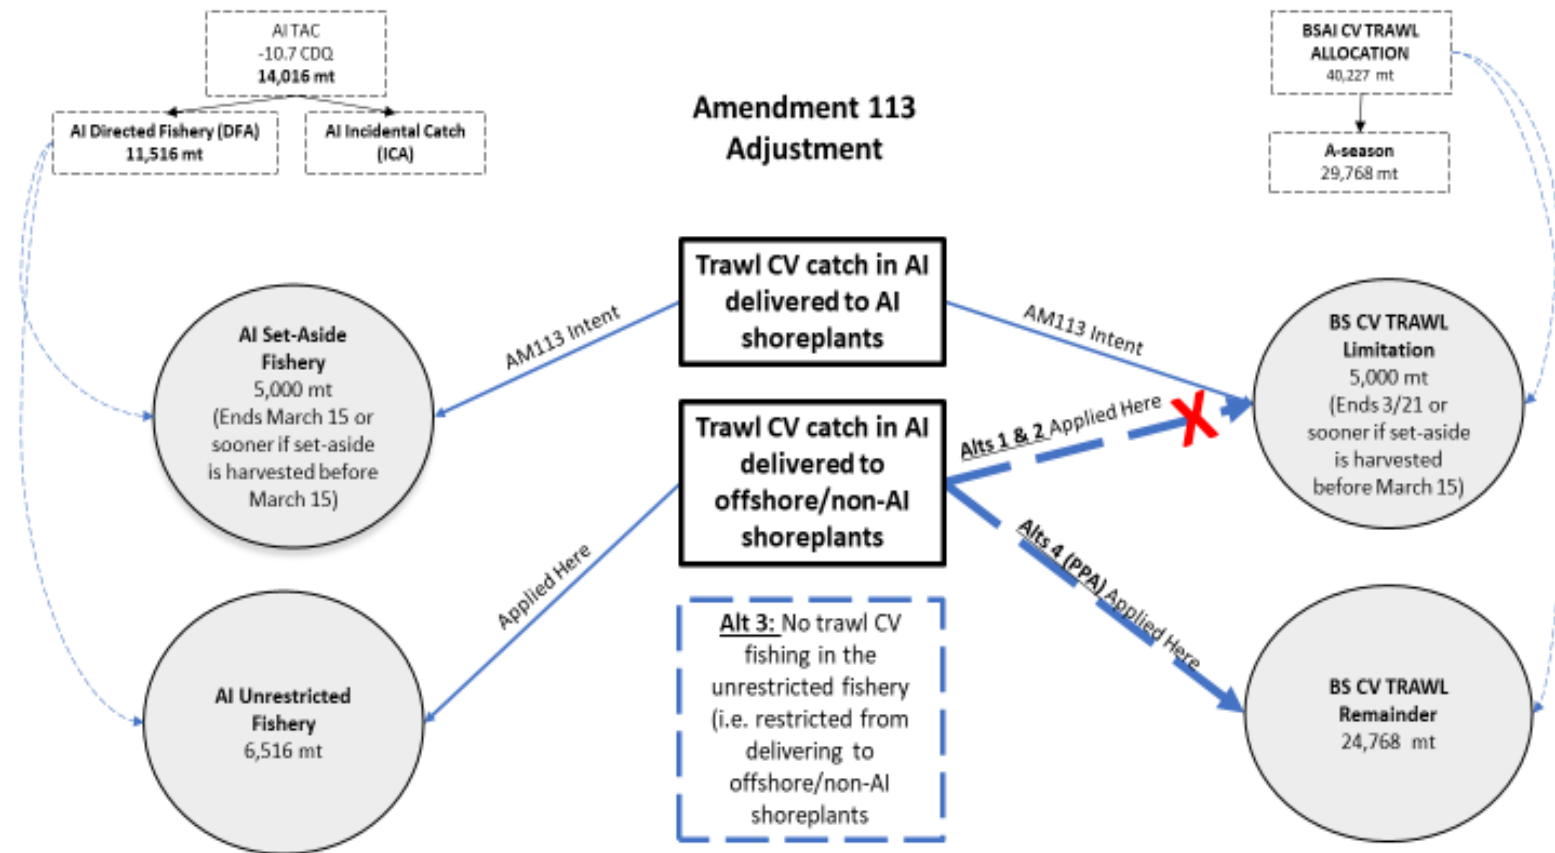 AI TAC
-10.7 CDQ
14,016 mt
AI Directed Fishery (DFA)
11,516 mt
AI Incidental Catch
(ICA)
Amendment 113
Adjustment
BSAI CV TRAWL
ALLOCATION
40,227 mt
A-season
29,768 mt
AI Set-Aside
Fishery
5,000 mt
(Ends March 15 or
sooner if set-aside
is harvested before
March 15)
AM113 Intent
Trawl CV catch in AI
delivered to AI
shoreplants
AM113 Intent
BS CV TRAWL
Limitation
5,000 mt
(Ends 3/21 or
sooner if set-aside
is harvested
before March 15)
Trawl CV catch in AI
delivered to
offshore/non-AI
shoreplants
Alts 1 & 2 Applied Here
X
Alts 4 (PPA) Applied Here
Applied Here
AI Unrestricted
Fishery
6,516 mt
Alt 3: No trawl CV
fishing in the
unrestricted fishery
(i.e. restricted from
delivering to
offshore/non-AI
shoreplants
BS CV TRAWL
Remainder
24,768 mt